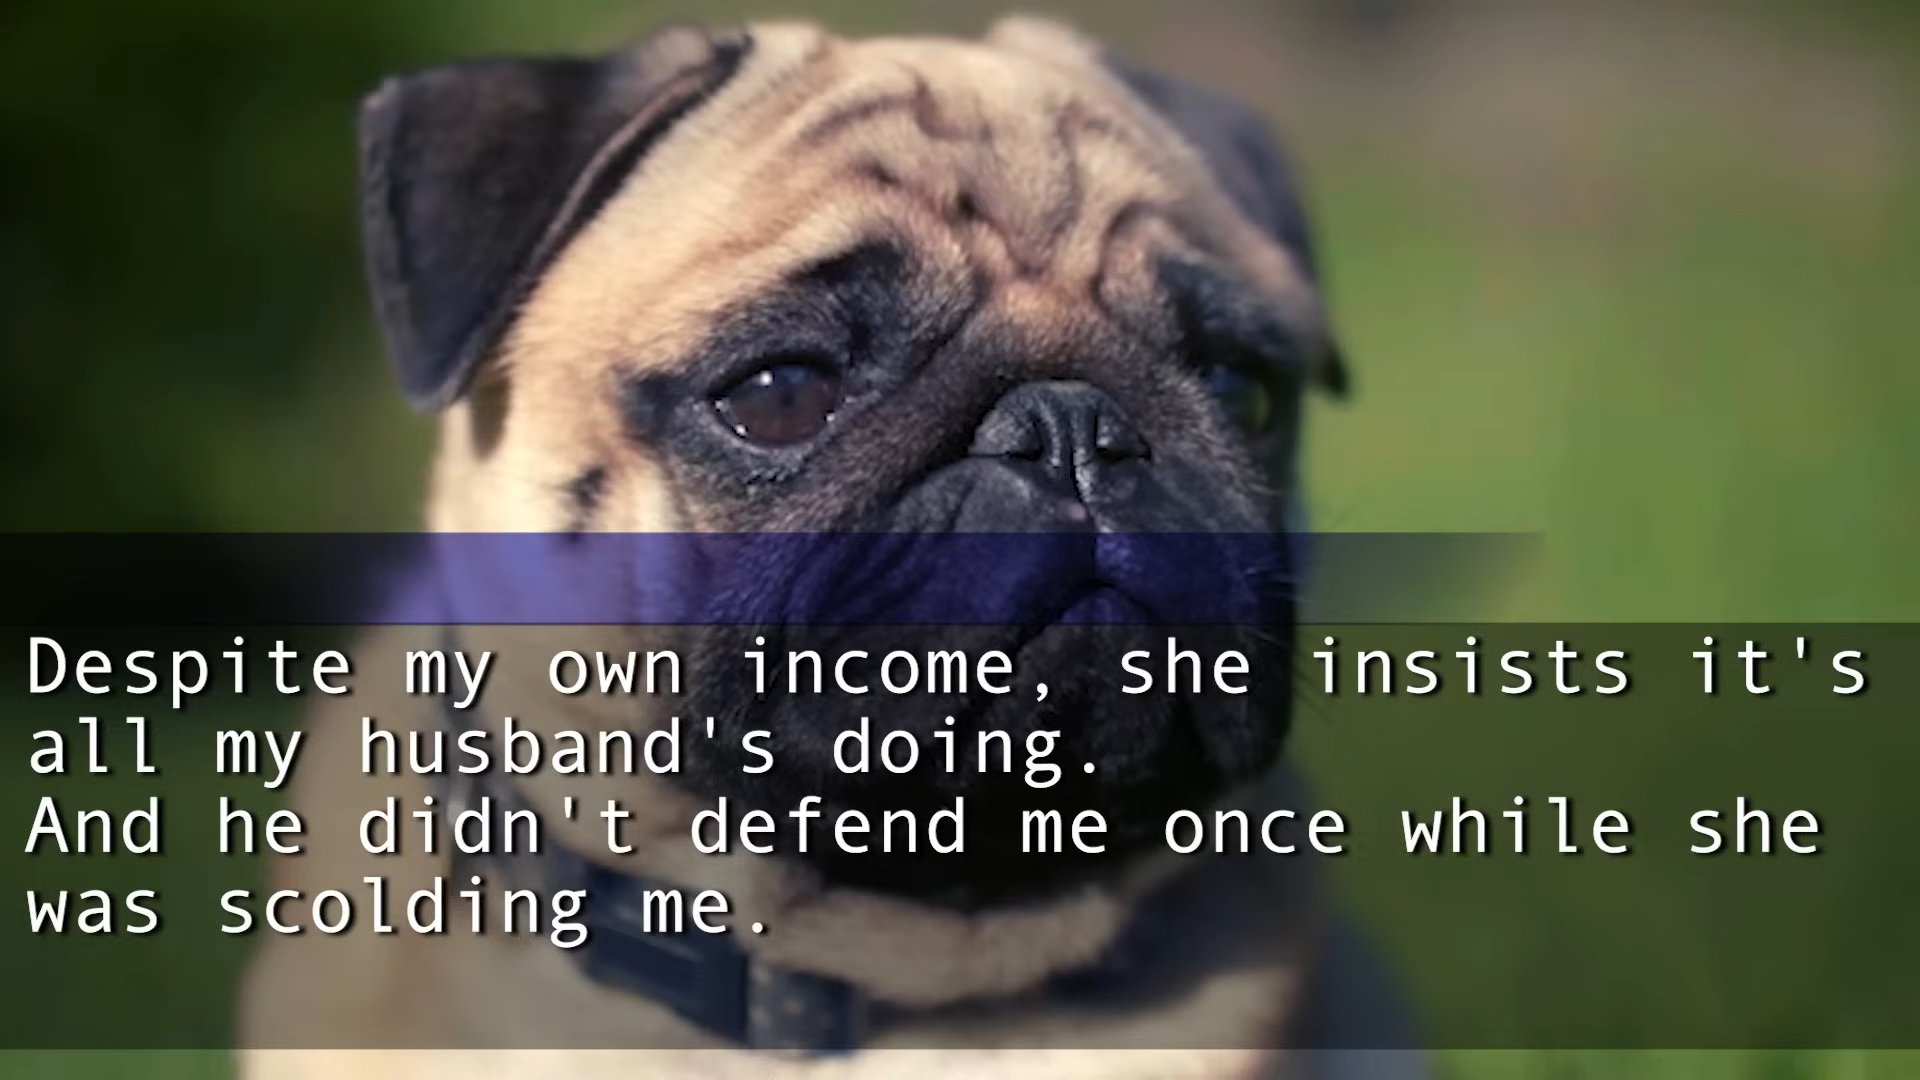 Despite my own income, she insists it's
all my husband's doing.
And he didn't defend me once while she
was scolding me.